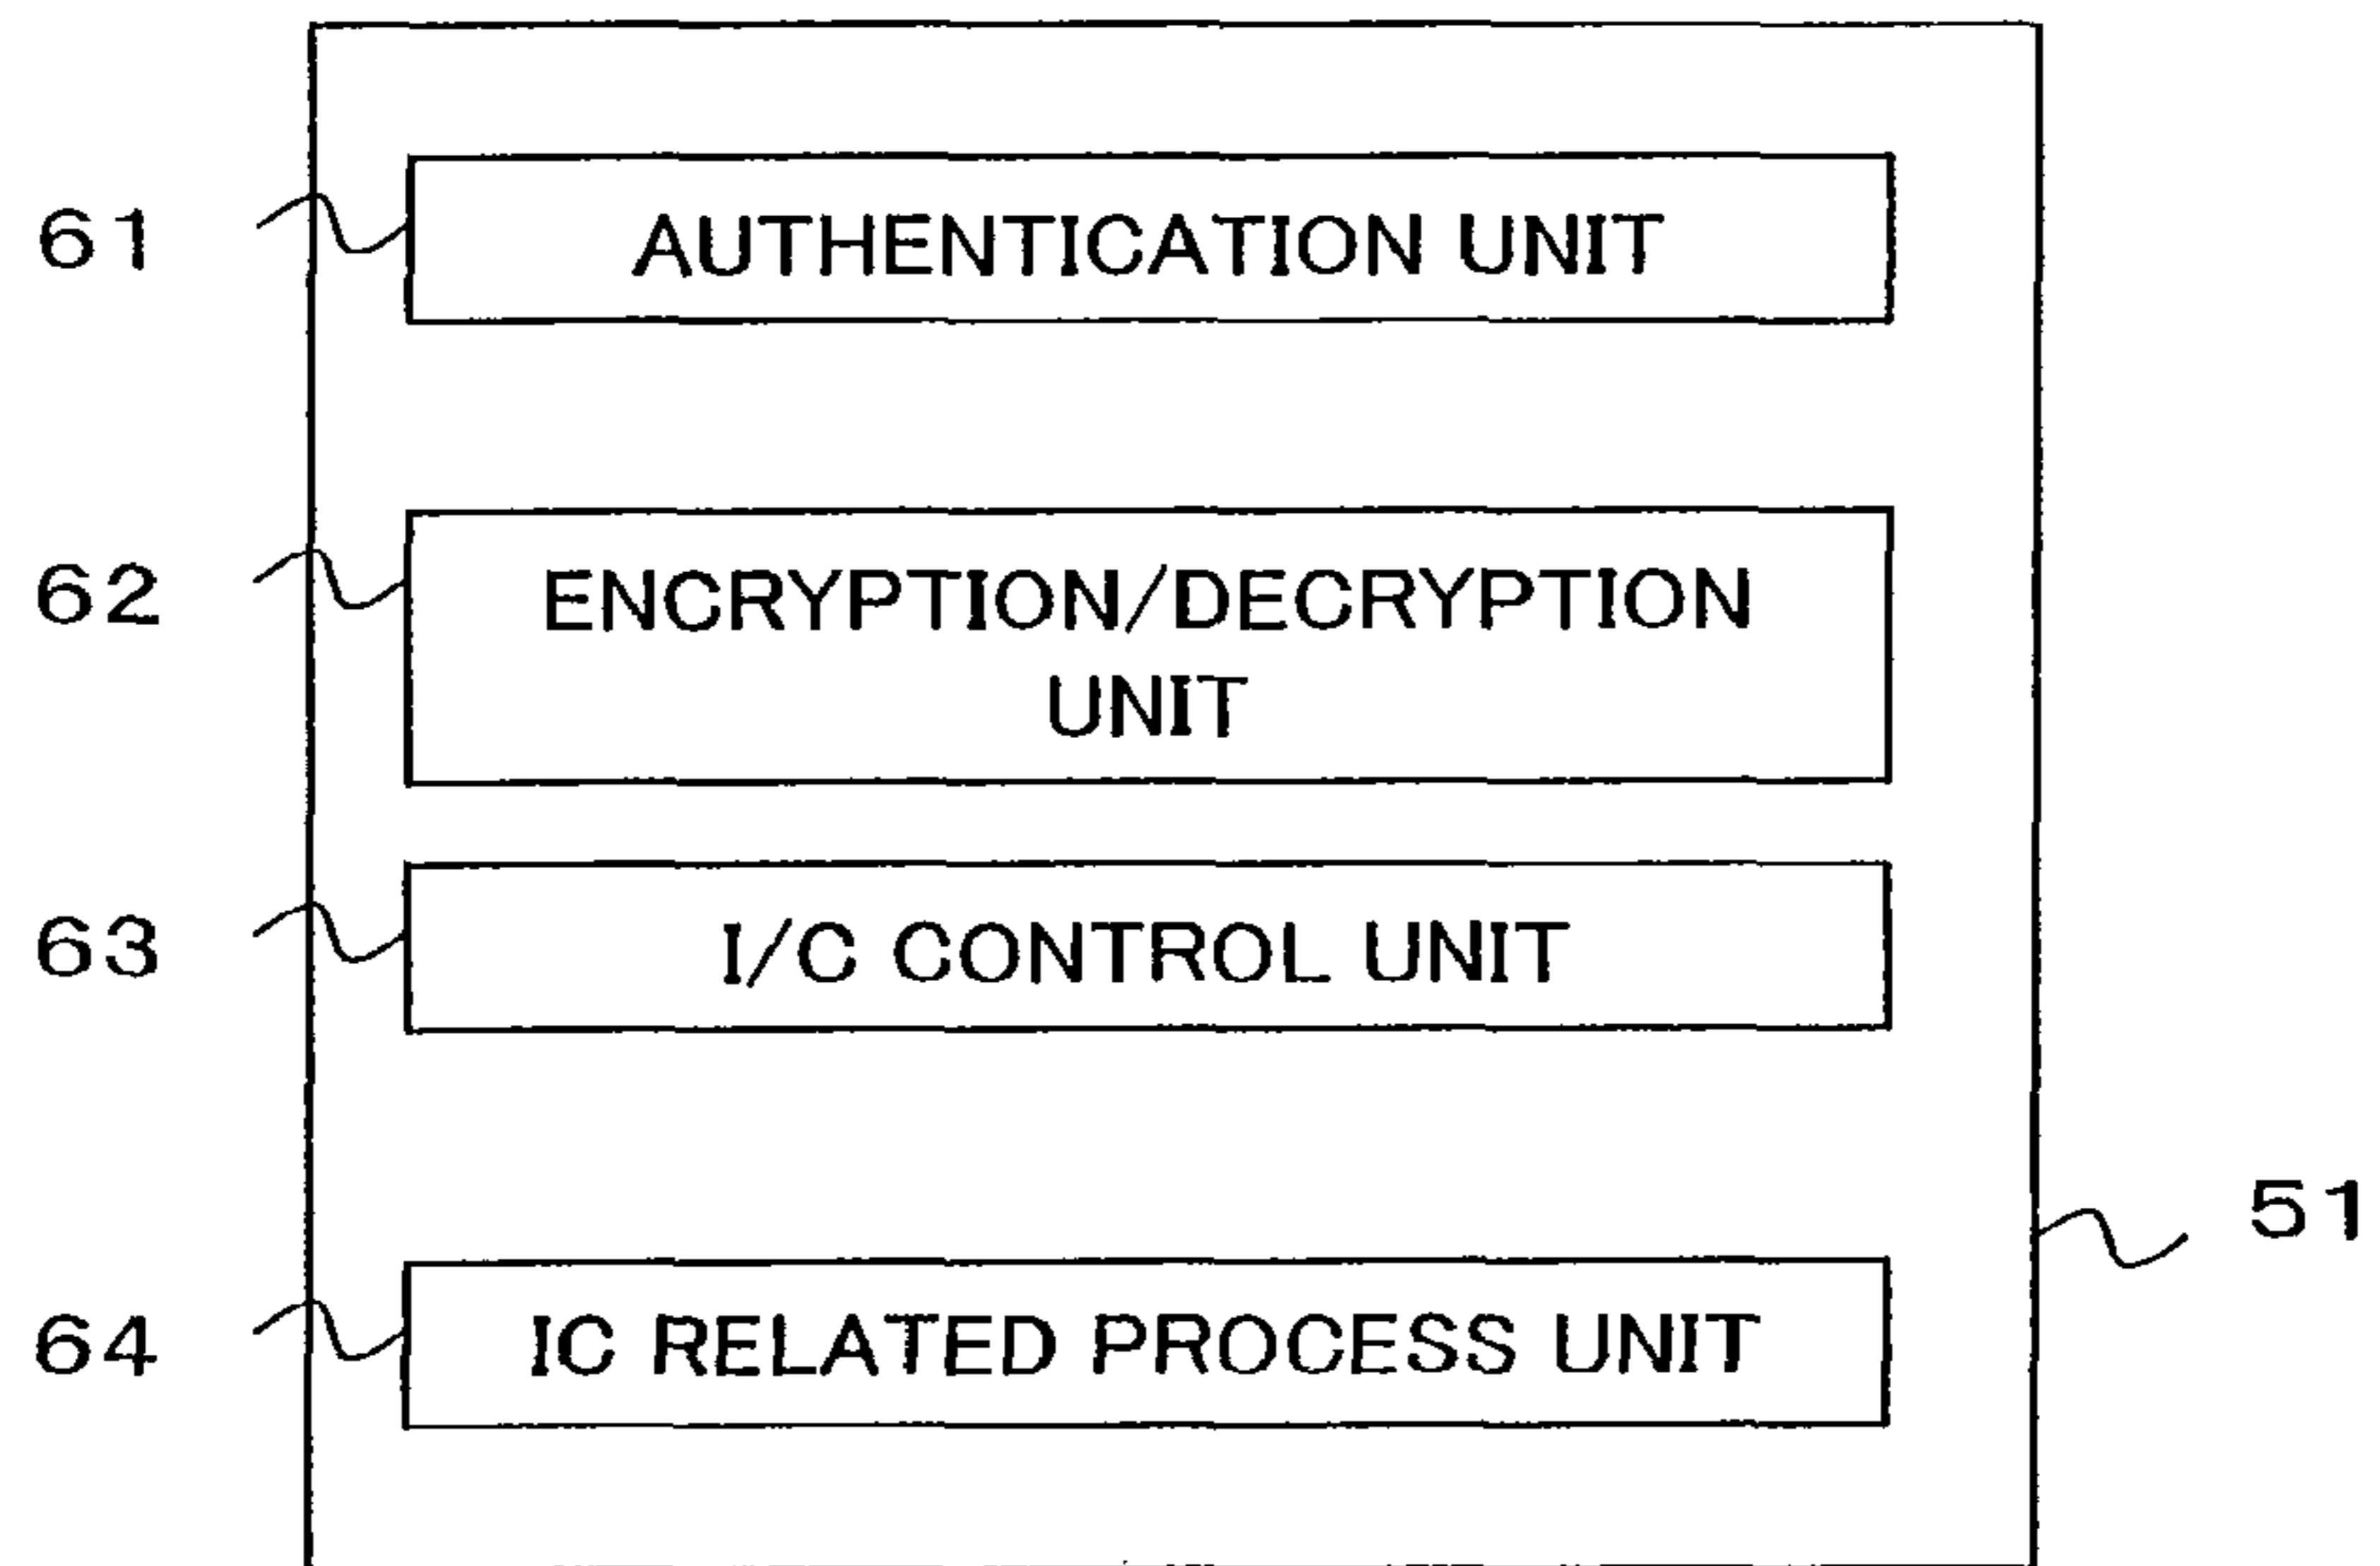 61
AUTHENTICATION UNIT
62
ENCRYPTION/DECRYPTION
UNIT
63
I/C CONTROL UNIT
51
64
IC RELATED PROCESS UNIT